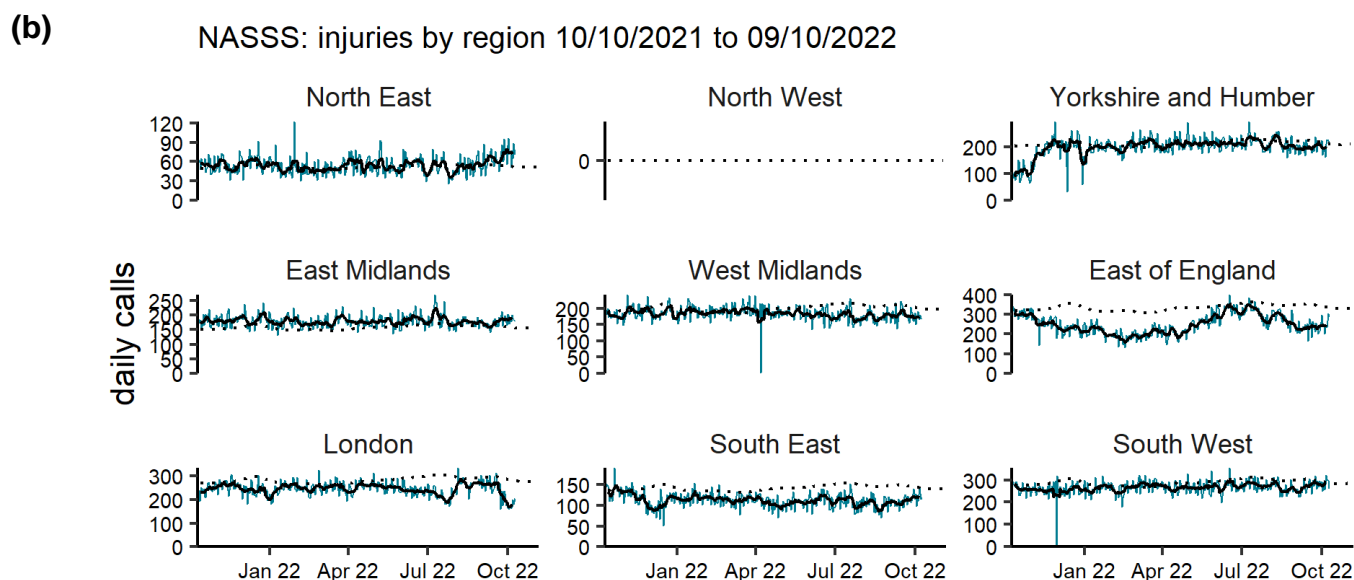 (b)
NASSS: injuries by region 10/10/2021 to 09/10/2022
North East
North West
Yorkshire and Humber
120
90
60
30
0
0
200
100
0
daily calls
East Midlands
West Midlands
East of England
250
200
150
100
50
0
200
150
100
50
0
400
300
200
100
0
London
South East
South West
300
200
100
0
150
100
50
0
300
200
100
0
Jan 22 Apr 22 Jul 22 Oct 22
Jan 22 Apr 22 Jul 22 Oct 22
Jan 22 Apr 22 Jul 22 Oct 22